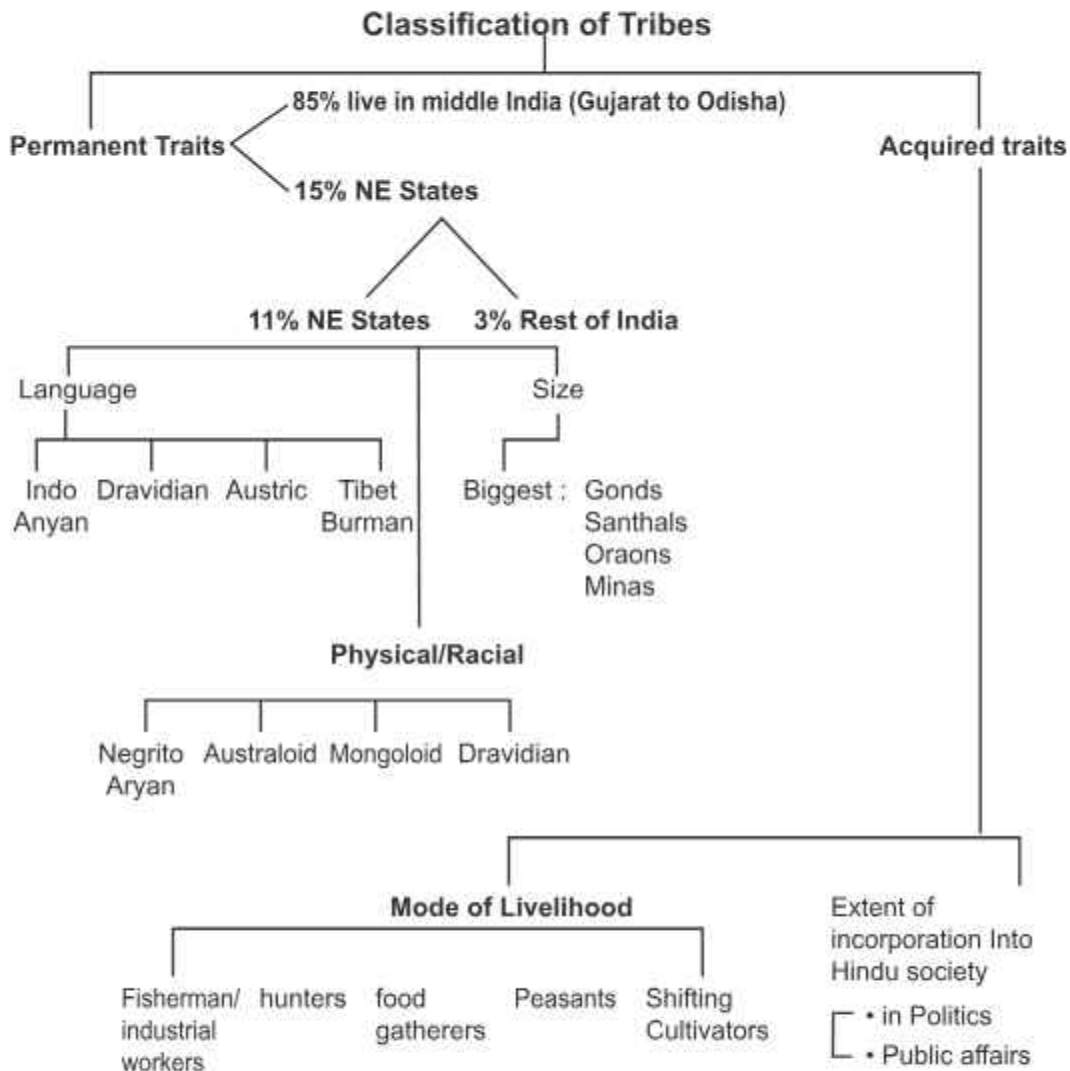 Classification of Tribes
85% live in middle India (Gujarat to Odisha)
Permanent Traits
Acquired traits
15% NE States
11% NE States
3% Rest of India
Language
Size
Indo
Anyan
Dravidian
Austric
Tibet
Burman
Biggest :
Gonds
Santhals
Oraons
Minas
Physical/Racial
Negrito
Aryan
Australoid
Mongoloid
Dravidian
Mode of Livelihood
Fisherman/
industrial
workers
hunters
food
gatherers
Peasants
Shifting
Cultivators
Extent of
incorporation Into
Hindu society
• in Politics
• Public affairs